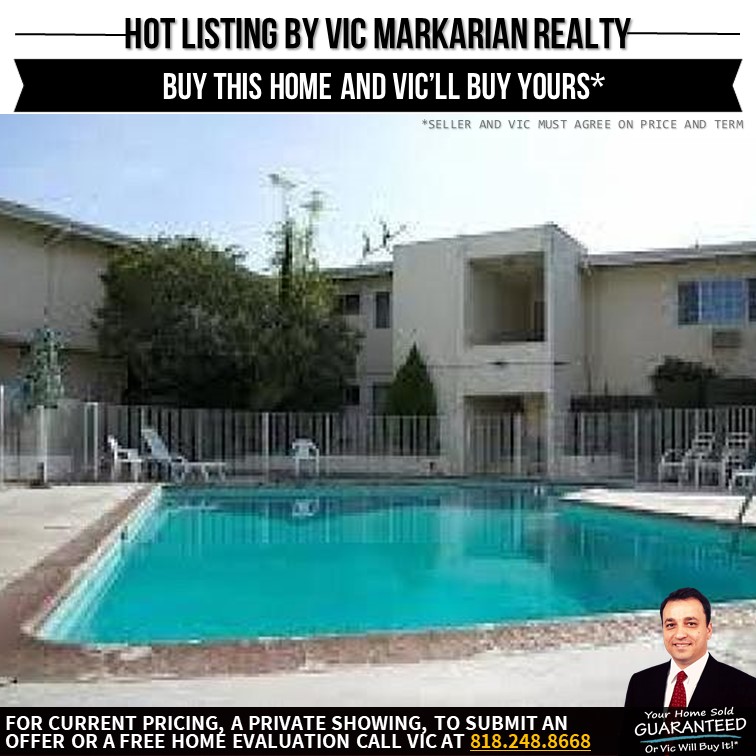 HOT LISTING BY VIC MARKARIAN REALTY
BUY THIS HOME AND VIC'LL BUY YOURS*
*SELLER AND VIC MUST AGREE ON PRICE AND TERM
FOR CURRENT PRICING, A PRIVATE SHOWING, TO SUBMIT AN
OFFER OR A FREE HOME EVALUATION CALL VIC AT 818.248.8668
Your Home Sold
GUARANTEED
Or Vic Will Buy It!